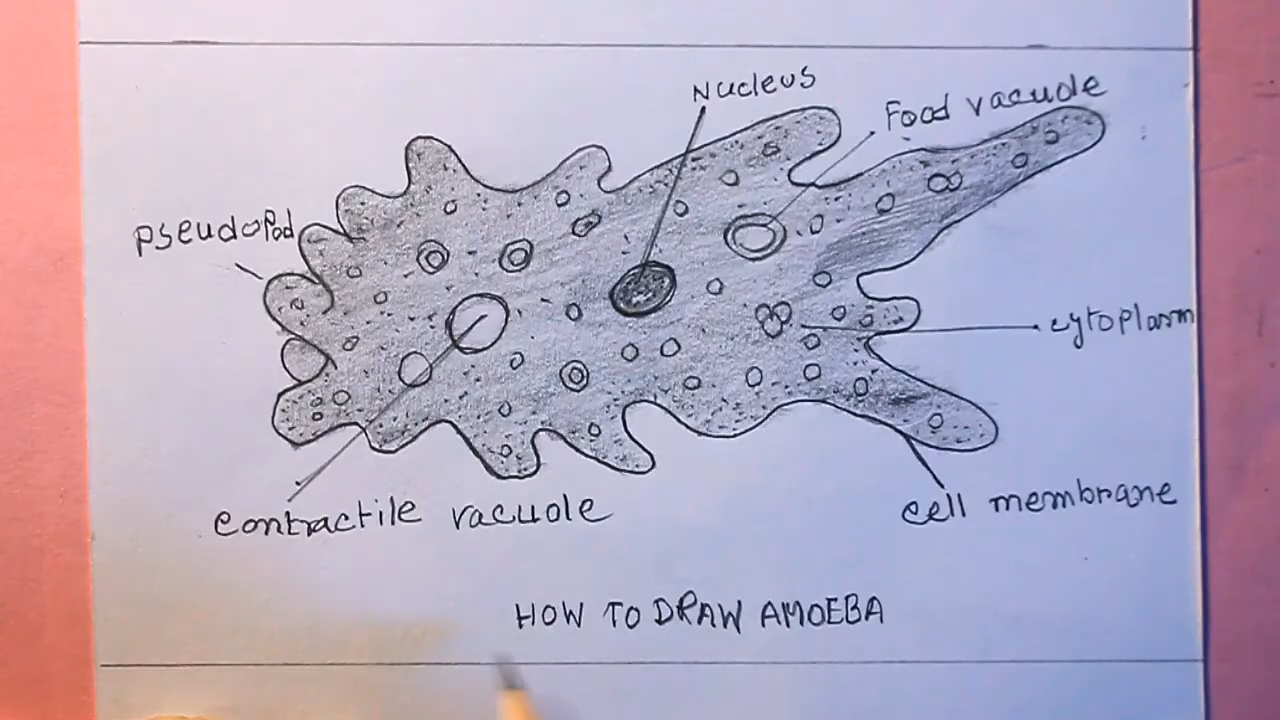 Nucleus
Food vacuole
pseudopod
cytoplasm
contractile vacuole
cell membrane
HOW TO DRAW AMOEBA